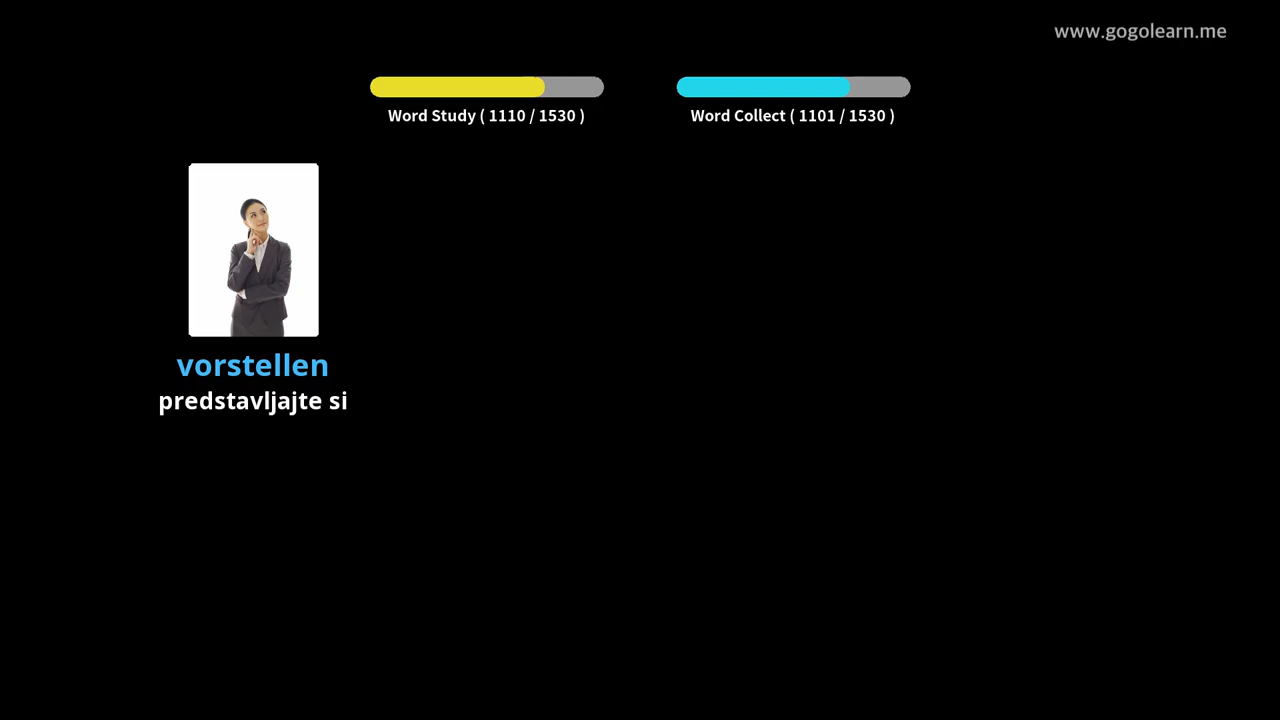 www.gogolearn.me
Word Study ( 1110 / 1530 )
Word Collect ( 1101 / 1530 )
vorstellen
predstavljajte si